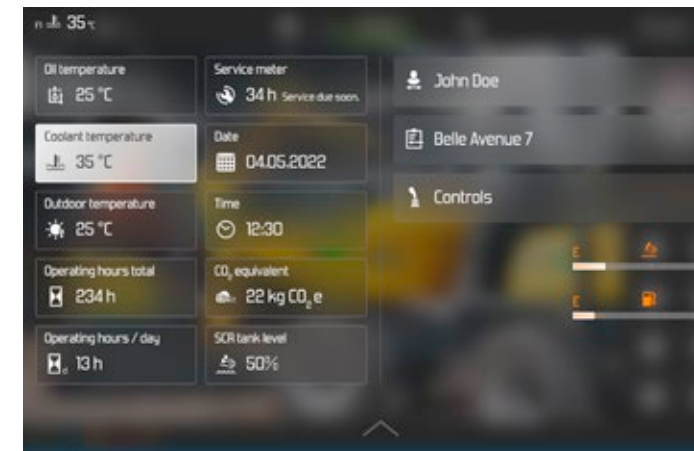 n 35 °C
Oil temperature
25 °C
Service meter
34 h Service due soon.
John Doe
Coolant temperature
35 °C
Date
04.05.2022
Belle Avenue 7
Outdoor temperature
25 °C
Time
12:30
Controls
Operating hours total
234 h
CO₂ equivalent
22 kg CO₂ e
E
E
Operating hours / day
d 13 h
SCR tank level
50%